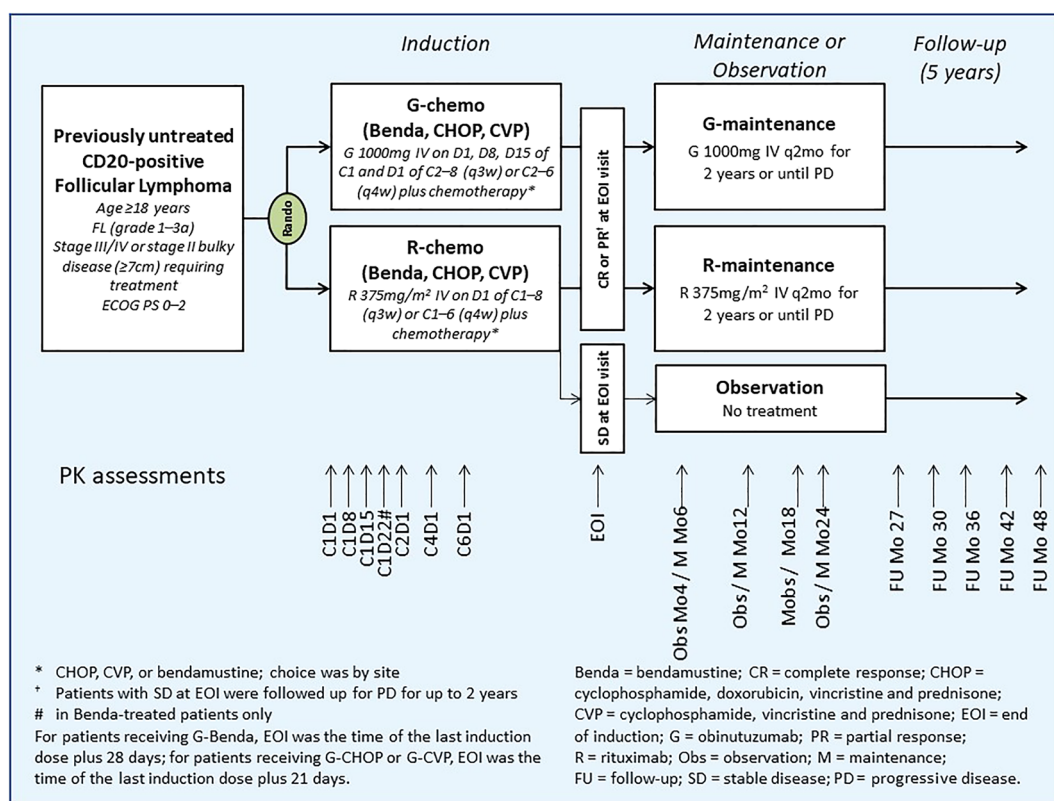 Induction
Maintenance or
Observation
Follow-up
(5 years)
Previously untreated
CD20-positive
Follicular Lymphoma
Age ≥18 years
FL (grade 1–3a)
Stage III/IV or stage II bulky
disease (≥7cm) requiring
treatment
ECOG PS 0–2
Rando
G-chemo
(Benda, CHOP, CVP)
G 1000mg IV on D1, D8, D15 of
C1 and D1 of C2–8 (q3w) or C2–6
(q4w) plus chemotherapy*
R-chemo
(Benda, CHOP, CVP)
R 375mg/m² IV on D1 of C1–8
(q3w) or C1–6 (q4w) plus
chemotherapy*
CR or PR† at EOI visit
SD at EOI visit
G-maintenance
G 1000mg IV q2mo for
2 years or until PD
R-maintenance
R 375mg/m² IV q2mo for
2 years or until PD
Observation
No treatment
PK assessments
C1D1
C1D8
C1D15
C1D22#
C2D1
C4D1
C6D1
EOI
Obs Mo4 / M Mo6
Obs / M Mo12
Mobs / Mo18
Obs / M Mo24
FU Mo 27
FU Mo 30
FU Mo 36
FU Mo 42
FU Mo 48
* CHOP, CVP, or bendamustine; choice was by site
† Patients with SD at EOI were followed up for PD for up to 2 years
# in Benda-treated patients only
For patients receiving G-Benda, EOI was the time of the last induction
dose plus 28 days; for patients receiving G-CHOP or G-CVP, EOI was the
time of the last induction dose plus 21 days.
Benda = bendamustine; CR = complete response; CHOP =
cyclophosphamide, doxorubicin, vincristine and prednisone;
CVP = cyclophosphamide, vincristine and prednisone; EOI = end
of induction; G = obinutuzumab; PR = partial response;
R = rituximab; Obs = observation; M = maintenance;
FU = follow-up; SD = stable disease; PD = progressive disease.